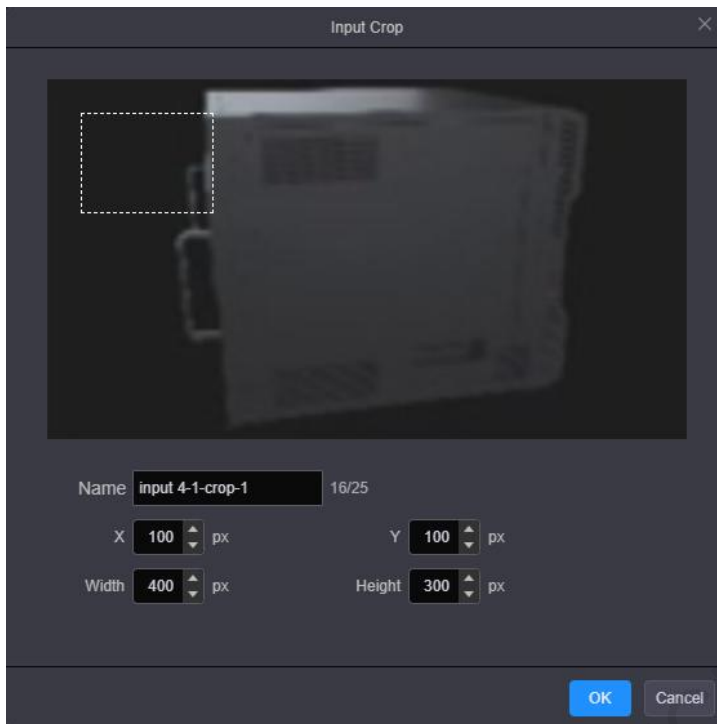 Input Crop
Name input 4-1-crop-1 16/25
X 100 px Y 100 px
Width 400 px Height 300 px
OK Cancel